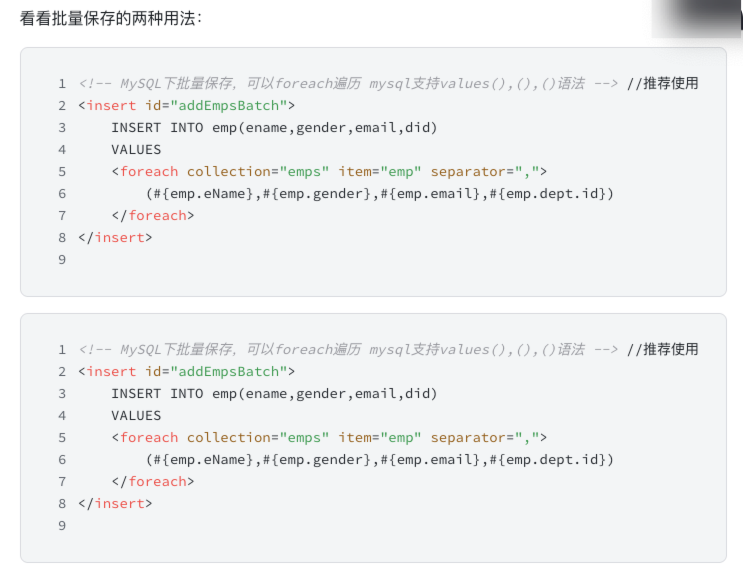 看看批量保存的两种用法：
1 <!-- MySQL下批量保存，可以foreach遍历 mysql支持values(),(),()语法 --> //推荐使用
2 <insert id="addEmpsBatch">
3     INSERT INTO emp(ename,gender,email,did)
4     VALUES
5     <foreach collection="emps" item="emp" separator=",">
6         (#{emp.eName},#{emp.gender},#{emp.email},#{emp.dept.id})
7     </foreach>
8 </insert>
9
1 <!-- MySQL下批量保存，可以foreach遍历 mysql支持values(),(),()语法 --> //推荐使用
2 <insert id="addEmpsBatch">
3     INSERT INTO emp(ename,gender,email,did)
4     VALUES
5     <foreach collection="emps" item="emp" separator=",">
6         (#{emp.eName},#{emp.gender},#{emp.email},#{emp.dept.id})
7     </foreach>
8 </insert>
9